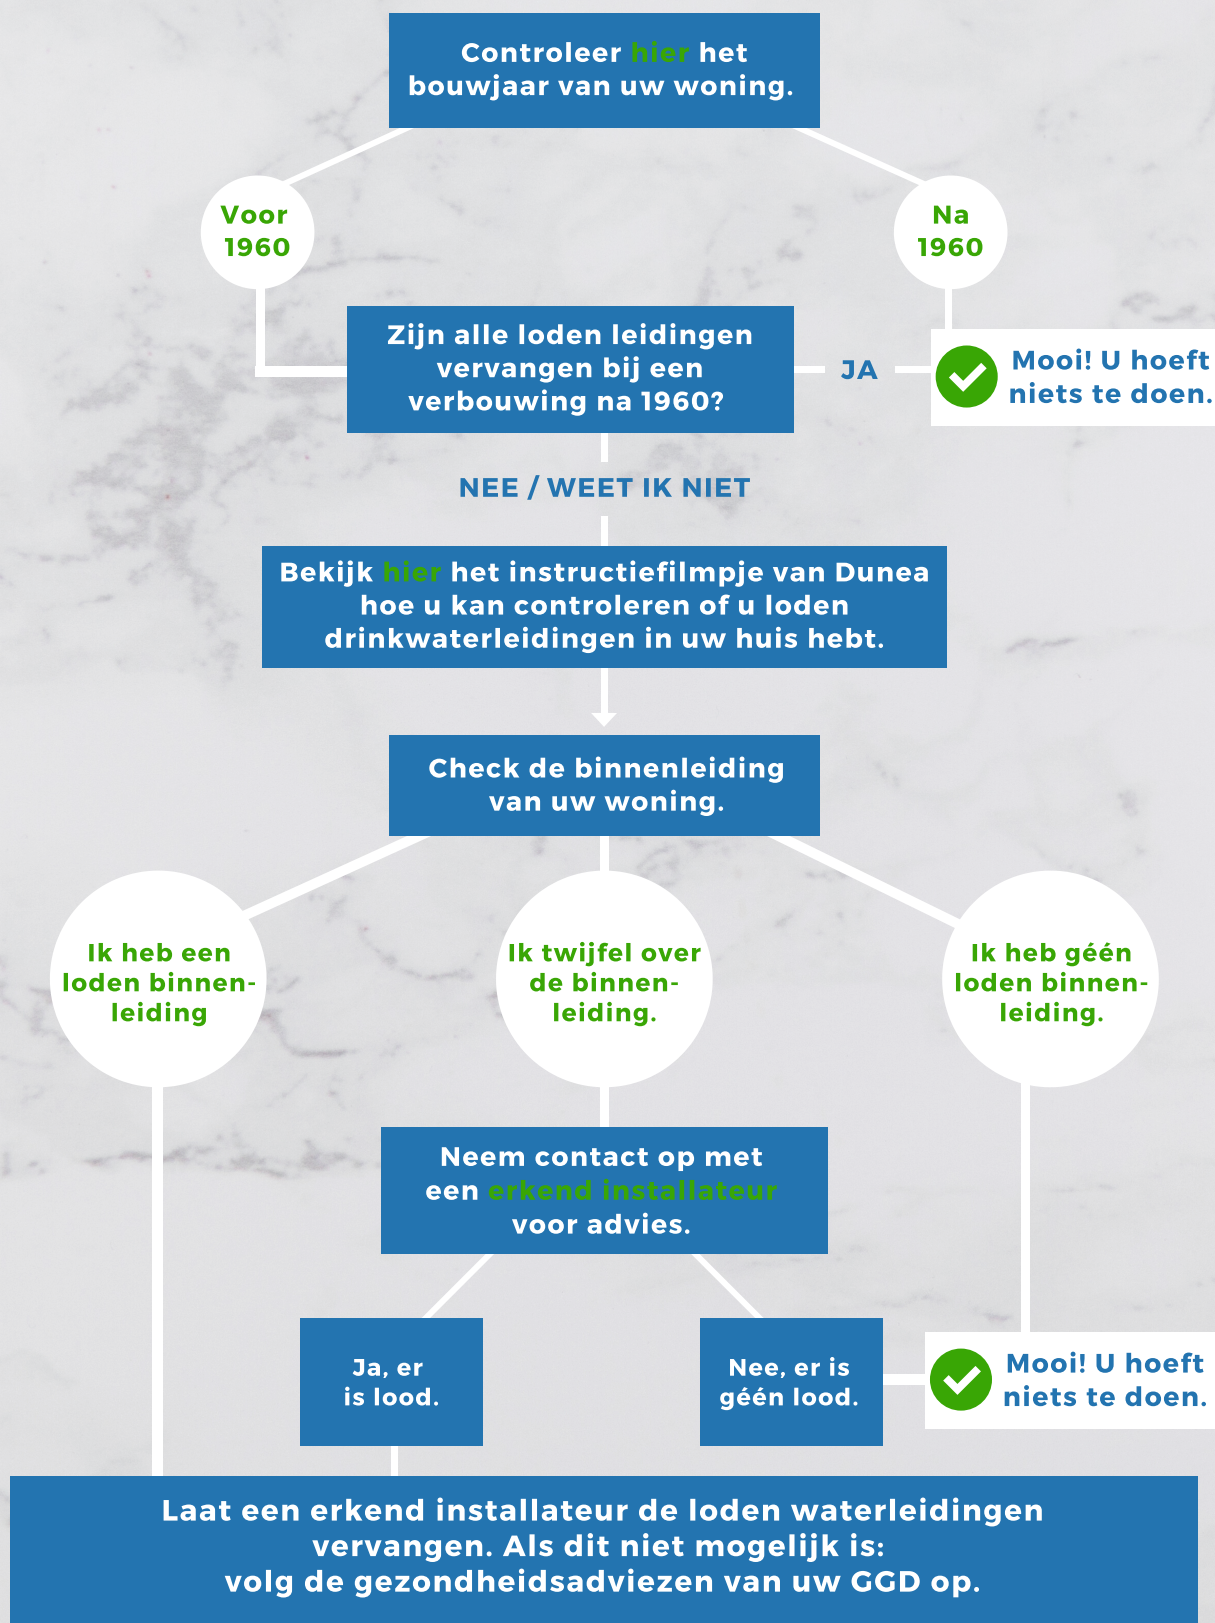 Controleer hier het
bouwjaar van uw woning.
Voor
1960
Na
1960
Zijn alle loden leidingen
vervangen bij een
verbouwing na 1960?
JA
Mooi! U hoeft
niets te doen.
NEE / WEET IK NIET
Bekijk hier het instructiefilmpje van Dunea
hoe u kan controleren of u loden
drinkwaterleidingen in uw huis hebt.
Check de binnenleiding
van uw woning.
Ik heb een
loden binnen-
leiding
Ik twijfel over
de binnen-
leiding.
Ik heb géén
loden binnen-
leiding.
Neem contact op met
een erkend installateur
voor advies.
Ja, er
is lood.
Nee, er is
géén lood.
Mooi! U hoeft
niets te doen.
Laat een erkend installateur de loden waterleidingen
vervangen. Als dit niet mogelijk is:
volg de gezondheidsadviezen van uw GGD op.